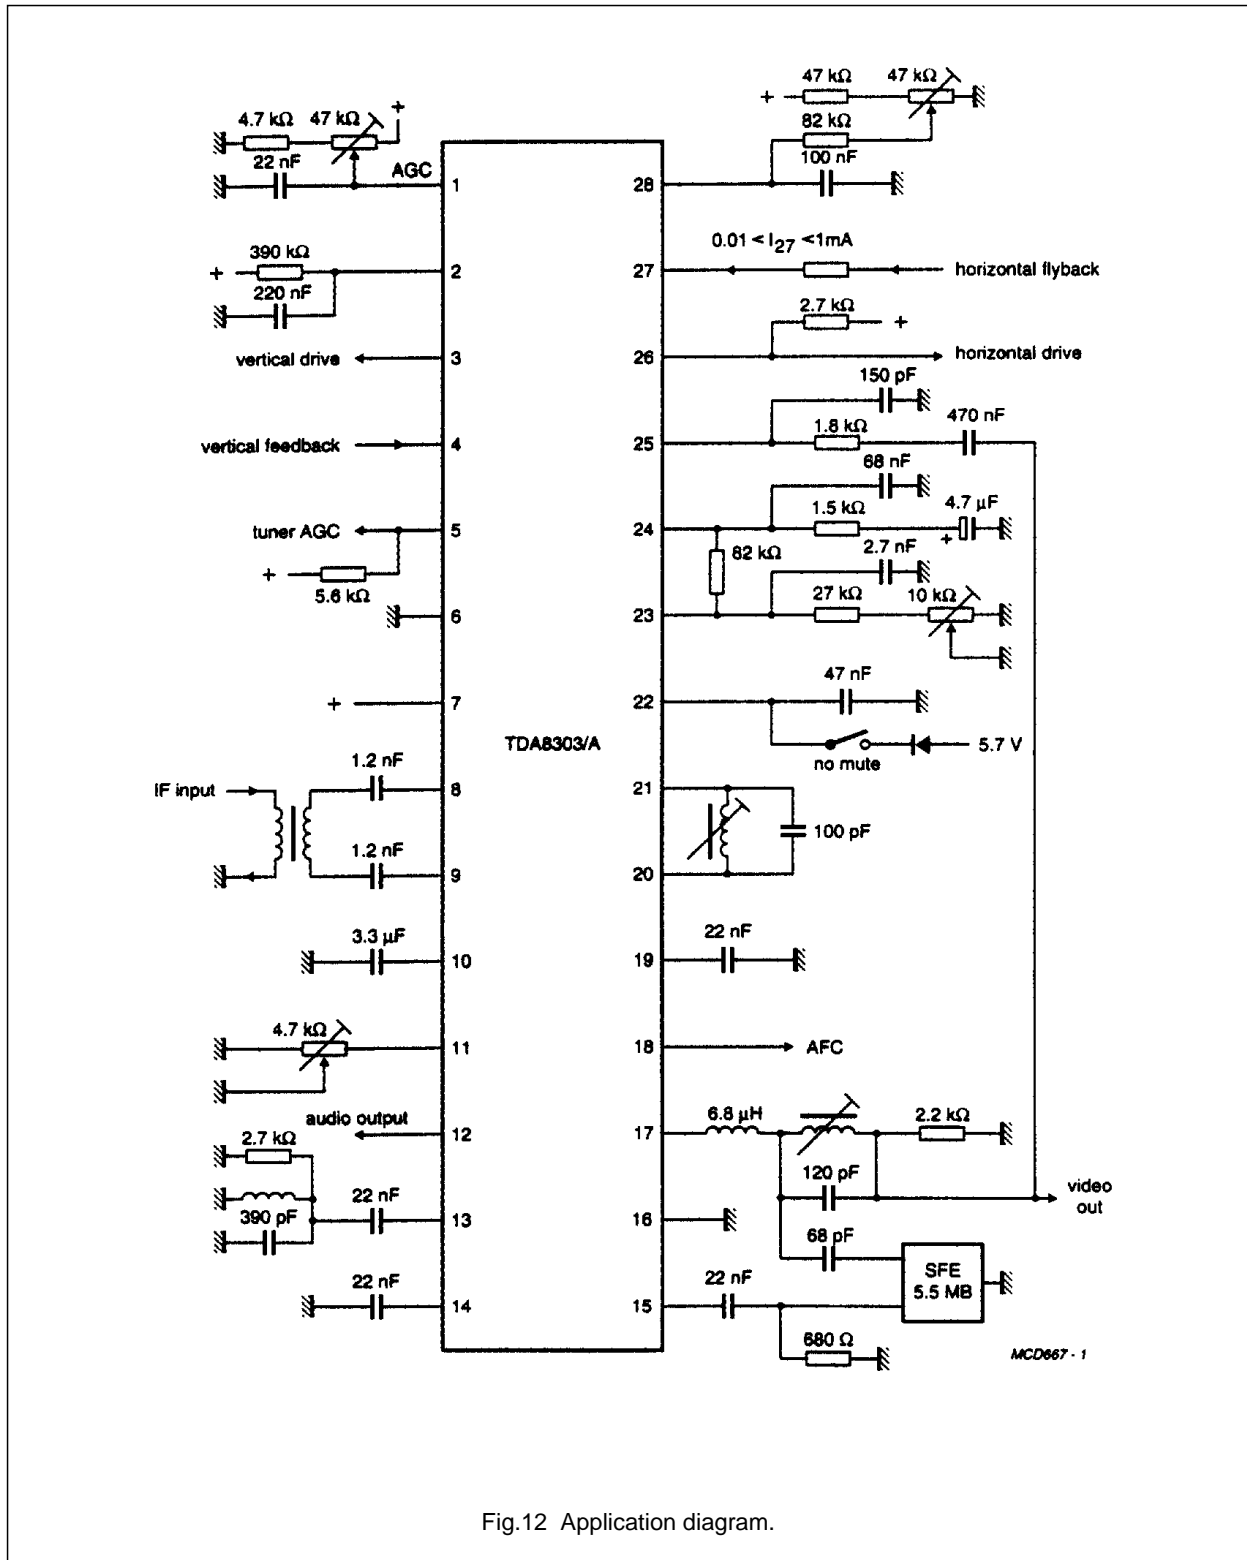 47 kΩ 47 kΩ
+
4.7 kΩ 47 kΩ +
82 kΩ
22 nF
100 nF
AGC
1
28
390 kΩ
0.01 < I27 < 1mA
+
2
27
horizontal flyback
220 nF
2.7 kΩ
+
vertical drive
3
26
horizontal drive
150 pF
470 nF
1.8 kΩ
vertical feedback
4
25
68 nF
1.5 kΩ
4.7 µF
tuner AGC
5
24
+
82 kΩ
2.7 nF
+
5.6 kΩ
27 kΩ
10 kΩ
6
23
47 nF
+
7
22
TDA8303/A
5.7 V
no mute
1.2 nF
IF input
8
21
100 pF
1.2 nF
9
20
3.3 µF
22 nF
10
19
4.7 kΩ
11
18
AFC
6.8 µH
2.2 kΩ
audio output
12
17
2.7 kΩ
120 pF
video
out
22 nF
390 pF
13
16
68 pF
22 nF
22 nF
SFE
5.5 MB
14
15
680 Ω
MCD667 - 1
Fig.12 Application diagram.